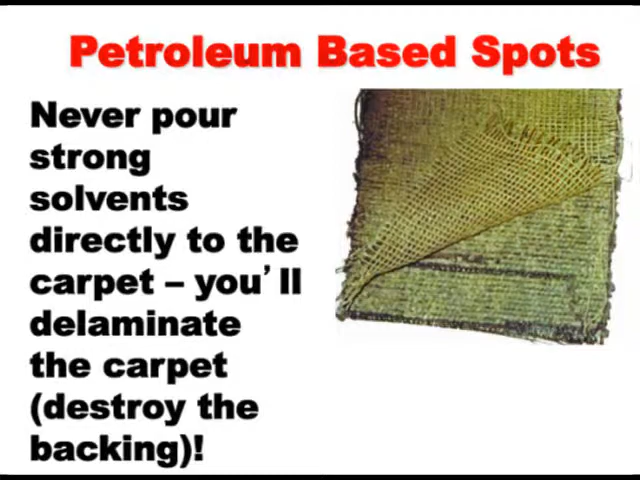 Petroleum Based Spots
Never pour
strong
solvents
directly to the
carpet – you’ll
delaminate
the carpet
(destroy the
backing)!